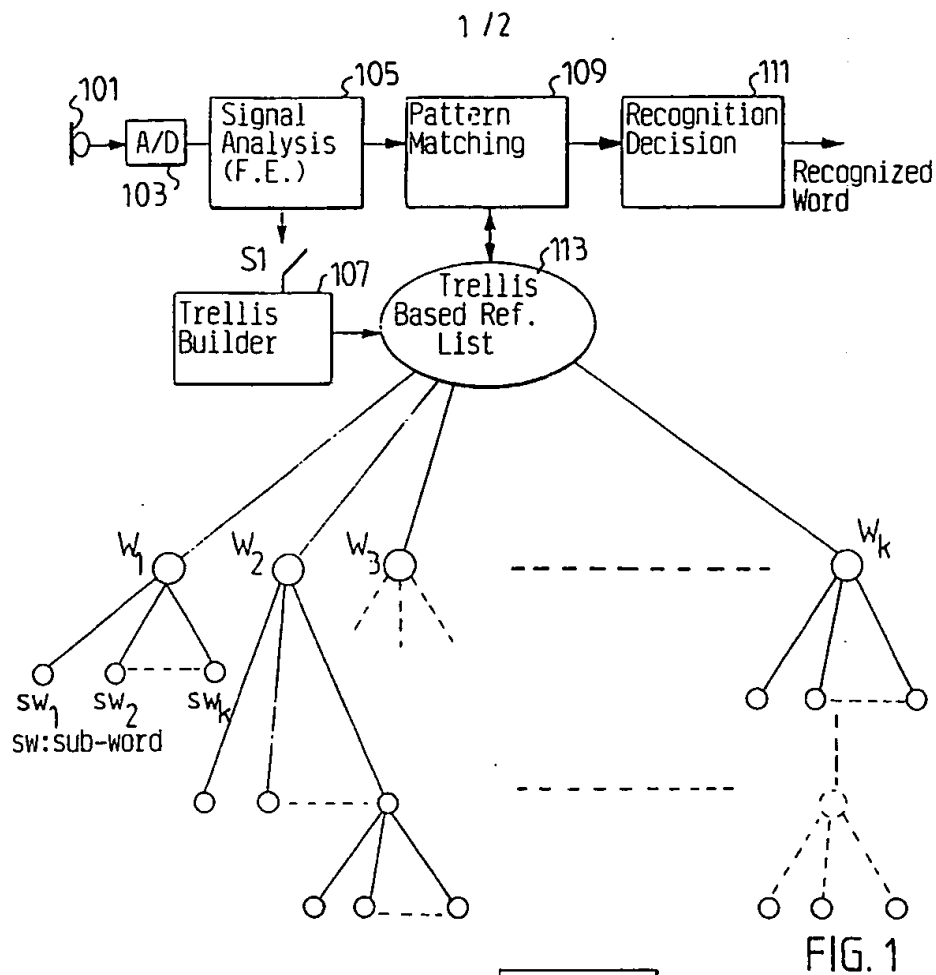 1/2
101
A/D
103
105
Signal
Analysis
(F.E.)
109
Pattern
Matching
111
Recognition
Decision
Recognized
Word
S1
107
Trellis
Builder
113
Trellis
Based Ref.
List
W1
W2
W3
Wk
sw1
sw2
swk
sw:sub-word
FIG. 1